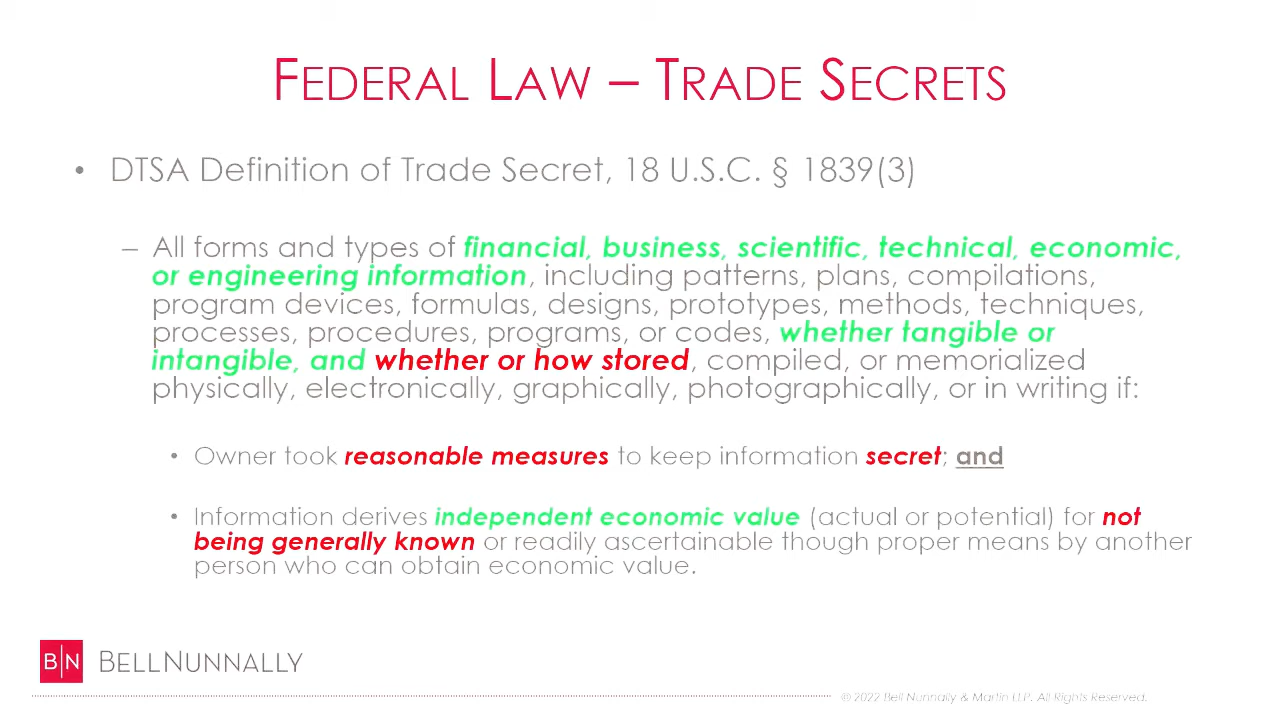 FEDERAL LAW – TRADE SECRETS
• DTSA Definition of Trade Secret, 18 U.S.C. § 1839(3)
– All forms and types of financial, business, scientific, technical, economic,
or engineering information, including patterns, plans, compilations,
program devices, formulas, designs, prototypes, methods, techniques,
processes, procedures, programs, or codes, whether tangible or
intangible, and whether or how stored, compiled, or memorialized
physically, electronically, graphically, photographically, or in writing if:
• Owner took reasonable measures to keep information secret; and
• Information derives independent economic value (actual or potential) for not
being generally known or readily ascertainable though proper means by another
person who can obtain economic value.
B|N BELLNUNNALLY
© 2022 Bell Nunnally & Martin LLP. All Rights Reserved.